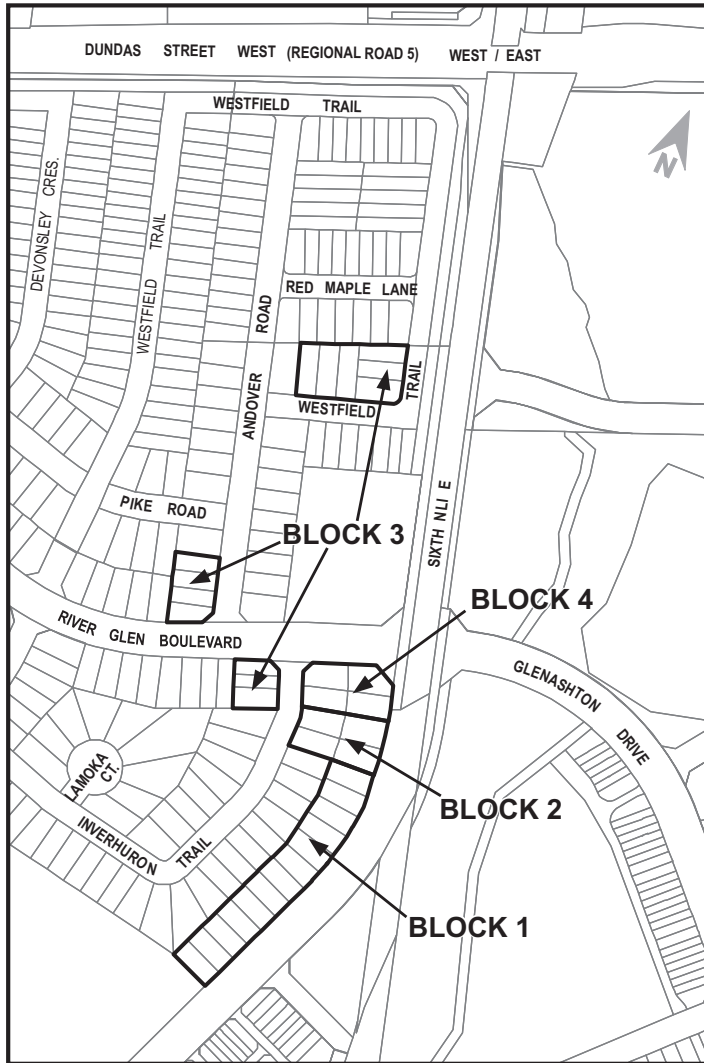 DUNDAS STREET WEST (REGIONAL ROAD 5) WEST / EAST
WESTFIELD TRAIL
N
DEVONSLEY CRES.
WESTFIELD TRAIL
ANDOVER ROAD
RED MAPLE LANE
WESTFIELD TRAIL
PIKE ROAD
BLOCK 3
SIXTH NLI E
BLOCK 4
RIVER GLEN BOULEVARD
GLENASHTON DRIVE
LAMOKA CT.
BLOCK 2
INVERHURON TRAIL
BLOCK 1